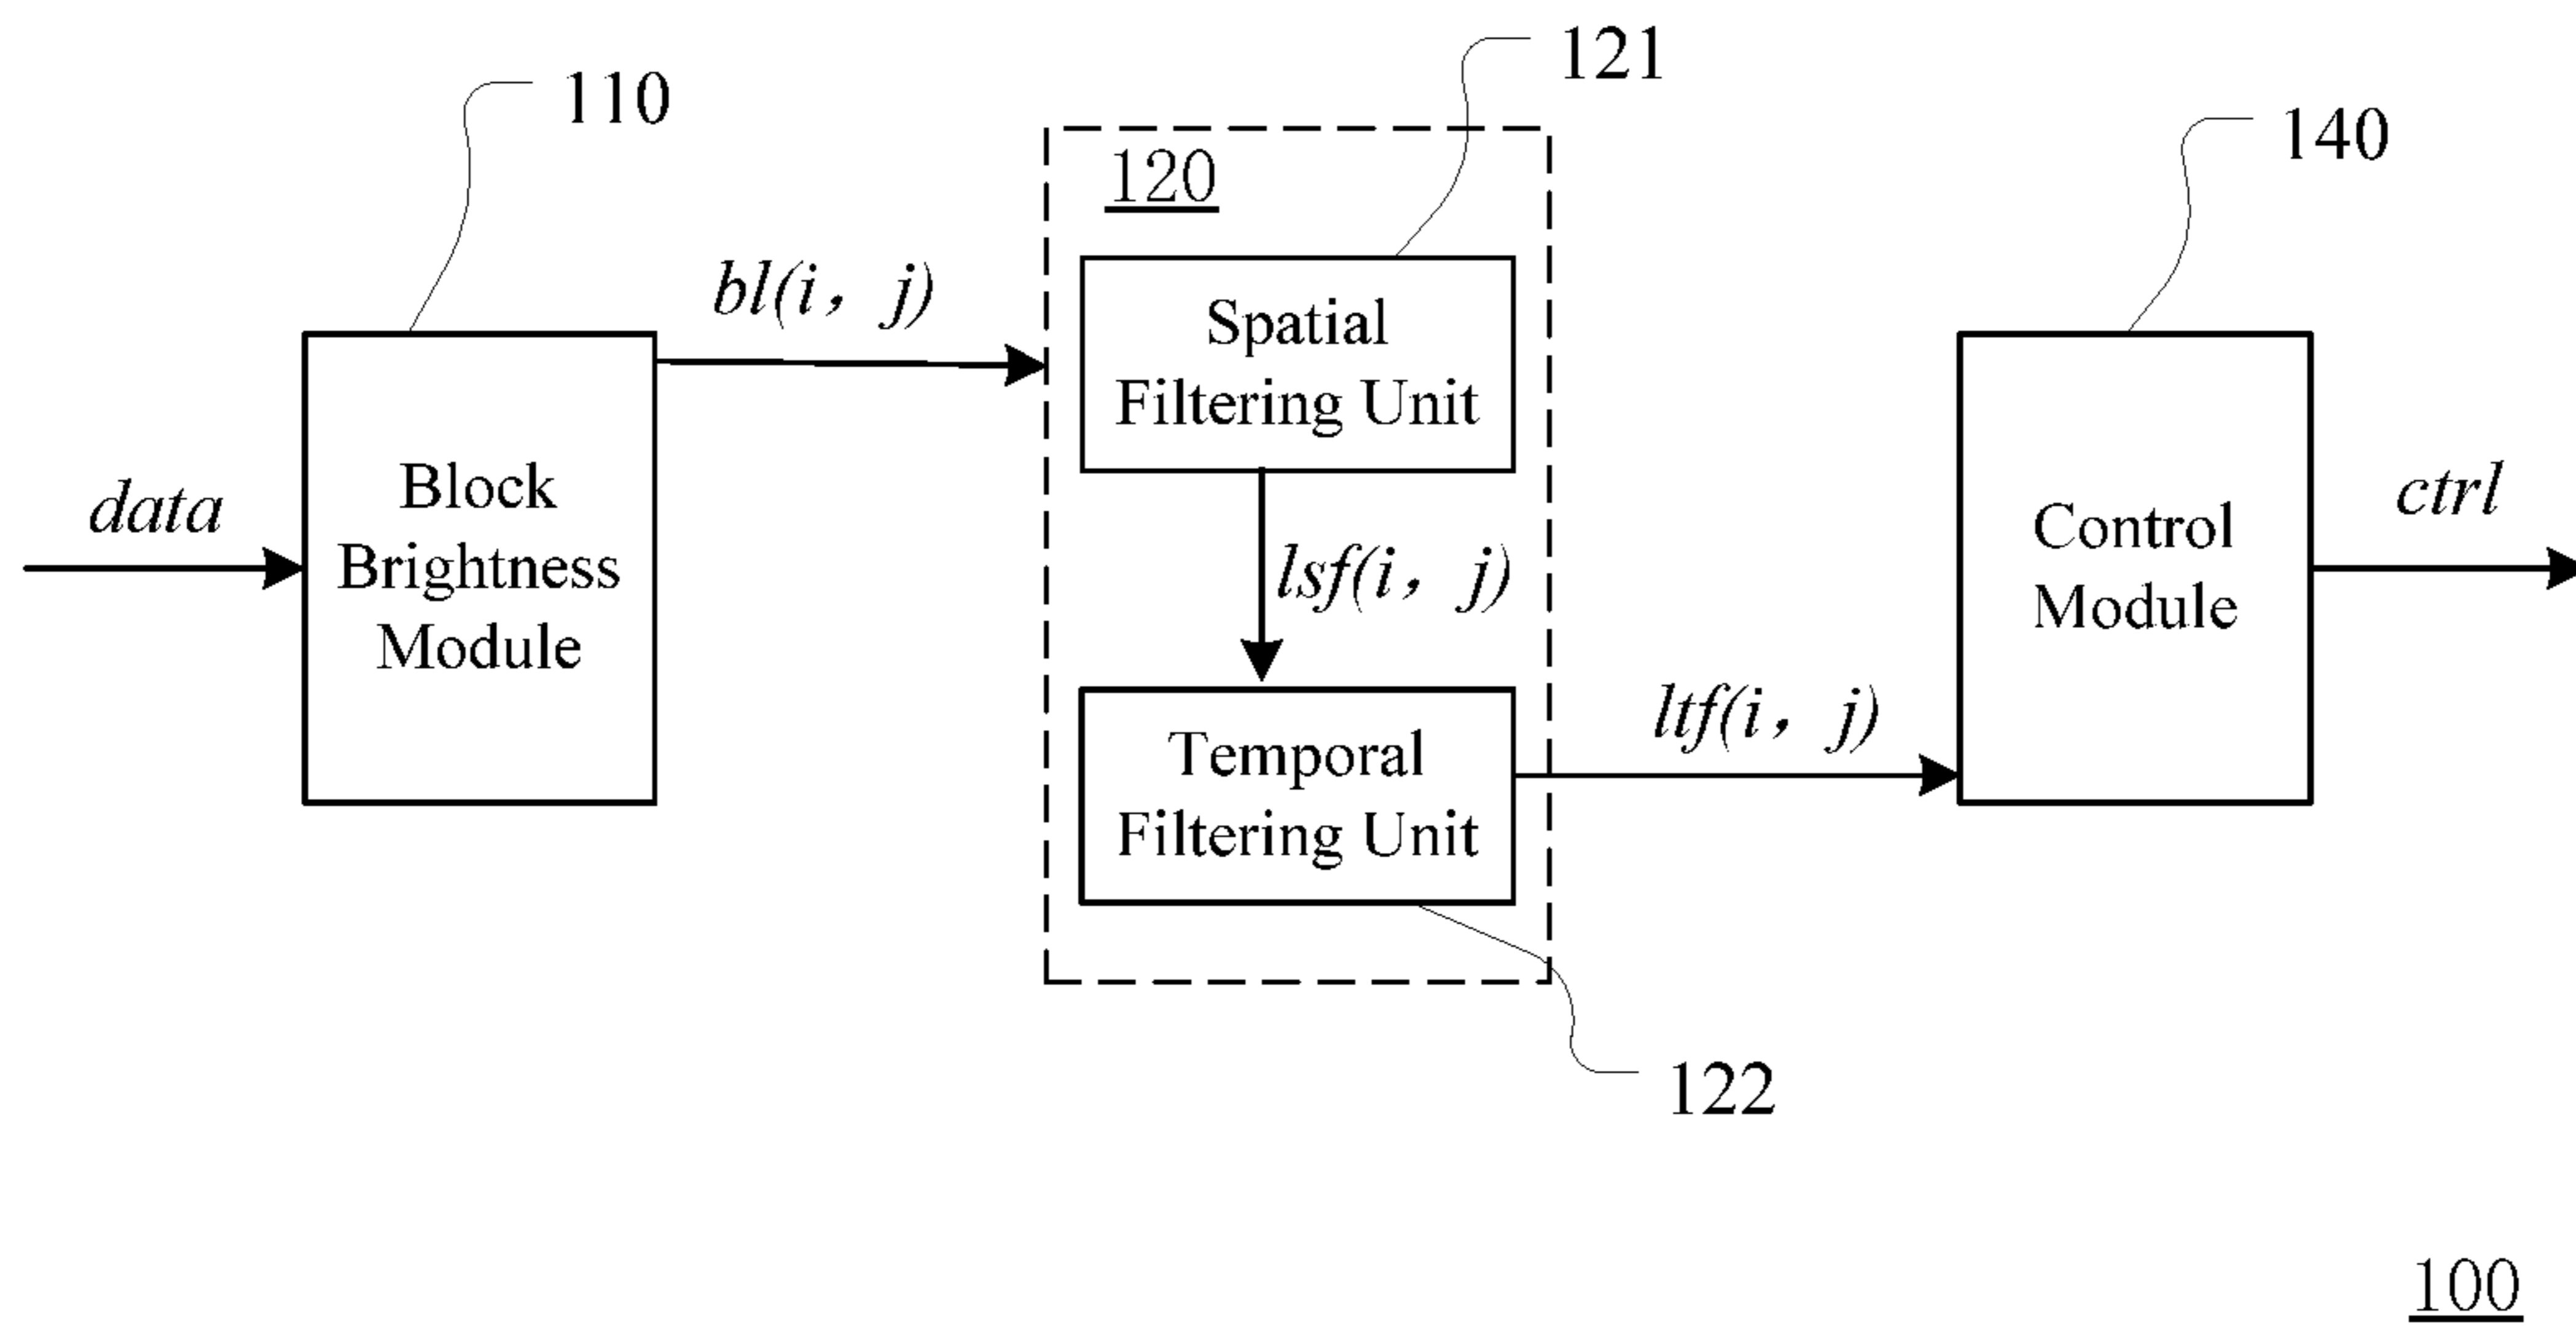 110
121
140
120
bl(i，j)
Spatial
Filtering Unit
data
Block
Brightness
Module
lsf(i，j)
Control
Module
ctrl
Temporal
Filtering Unit
ltf(i，j)
122
100